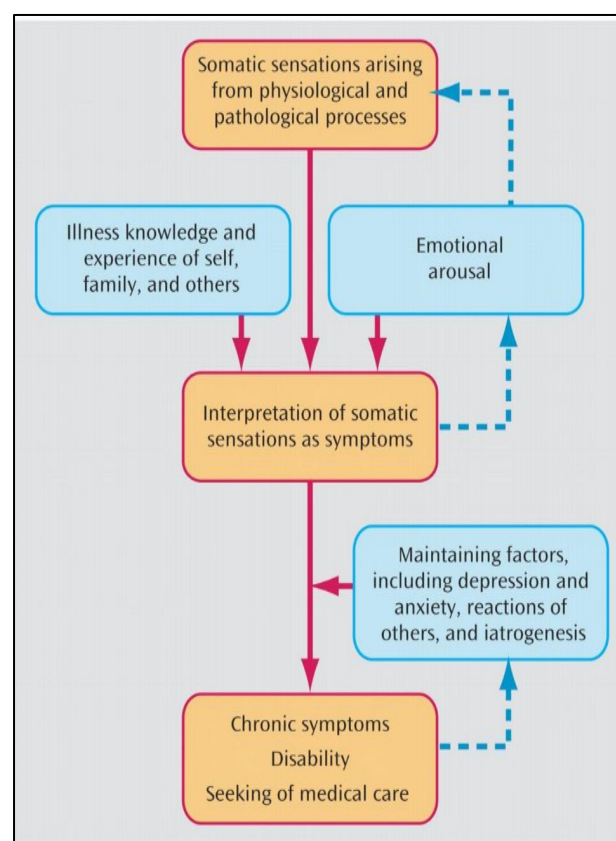 Somatic sensations arising
from physiological and
pathological processes
Illness knowledge and
experience of self,
family, and others
Emotional
arousal
Interpretation of somatic
sensations as symptoms
Maintaining factors,
including depression and
anxiety, reactions of
others, and iatrogenesis
Chronic symptoms
Disability
Seeking of medical care